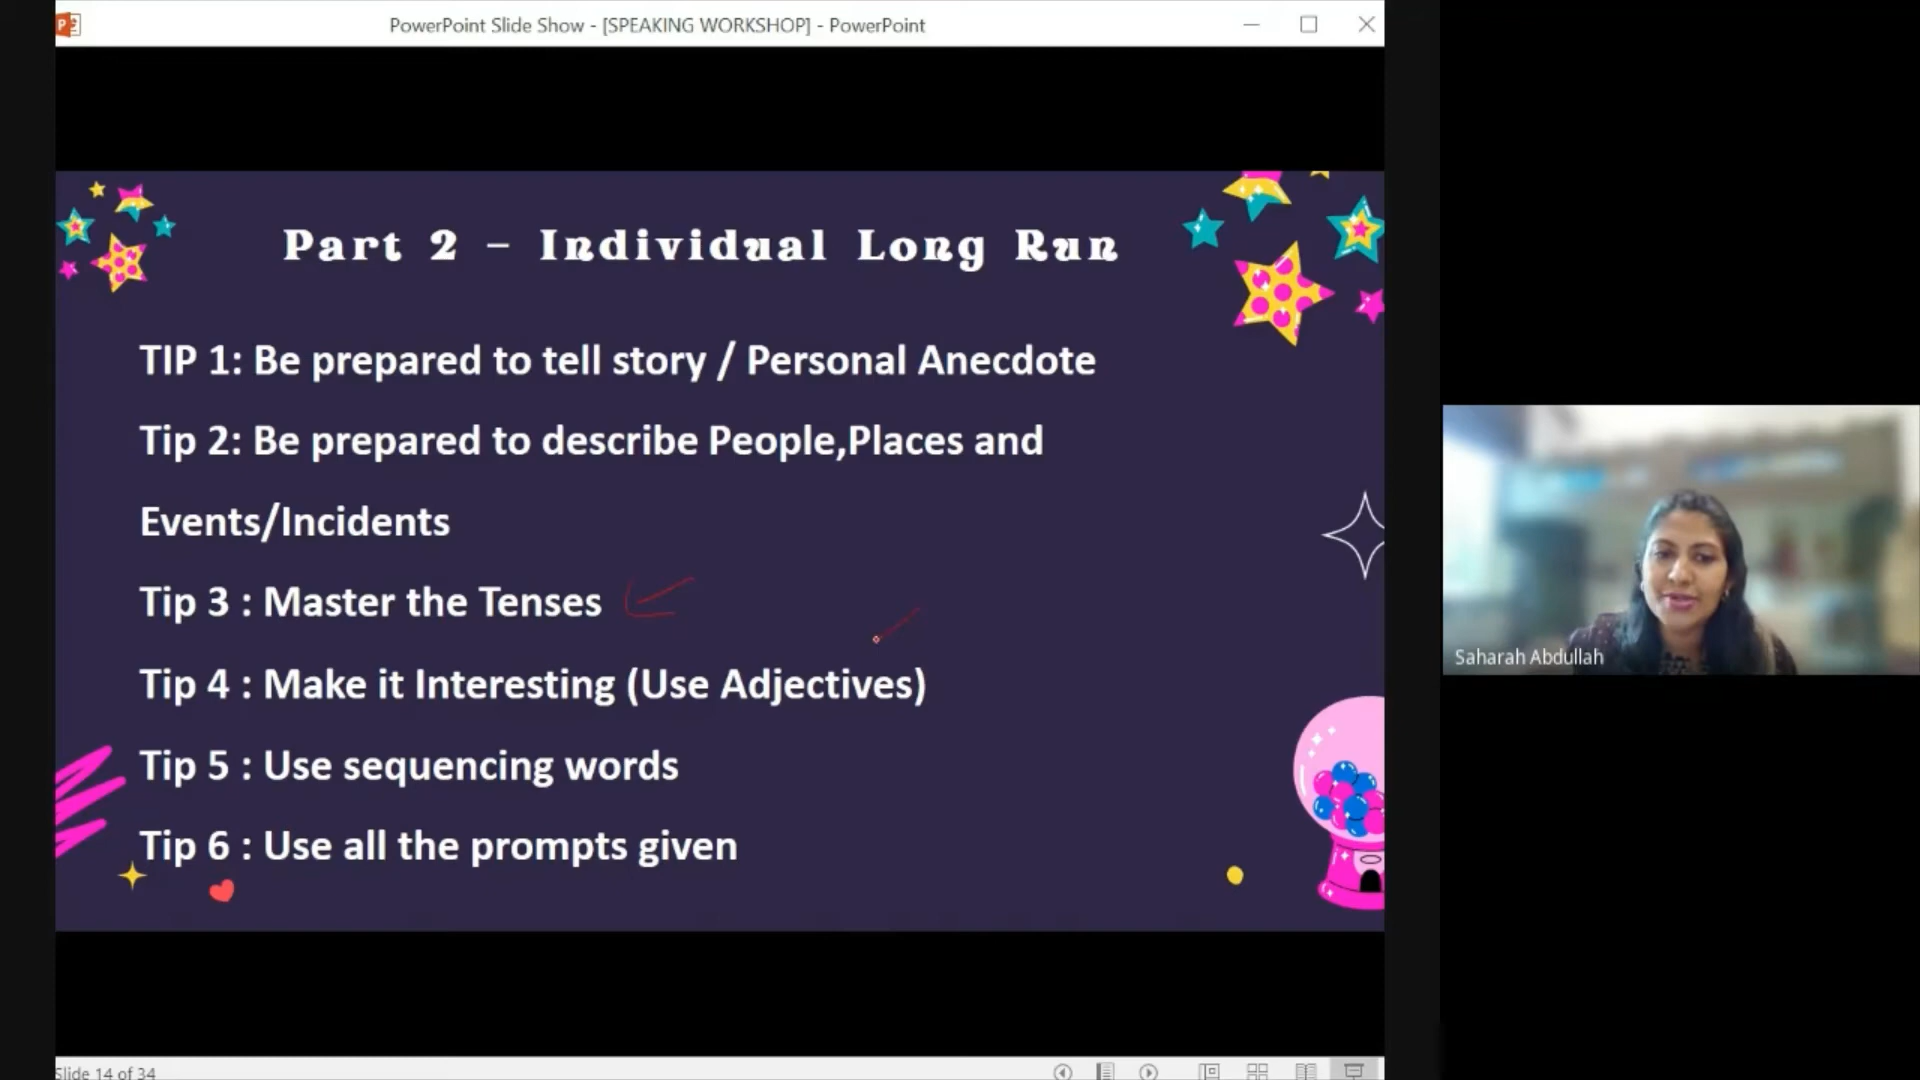 PowerPoint Slide Show - [SPEAKING WORKSHOP] - PowerPoint
Part 2 - Individual Long Run
TIP 1: Be prepared to tell story / Personal Anecdote
Tip 2: Be prepared to describe People,Places and
Events/Incidents
Tip 3 : Master the Tenses
Tip 4 : Make it Interesting (Use Adjectives)
Tip 5 : Use sequencing words
Tip 6 : Use all the prompts given
Saharah Abdullah
Slide 14 of 34